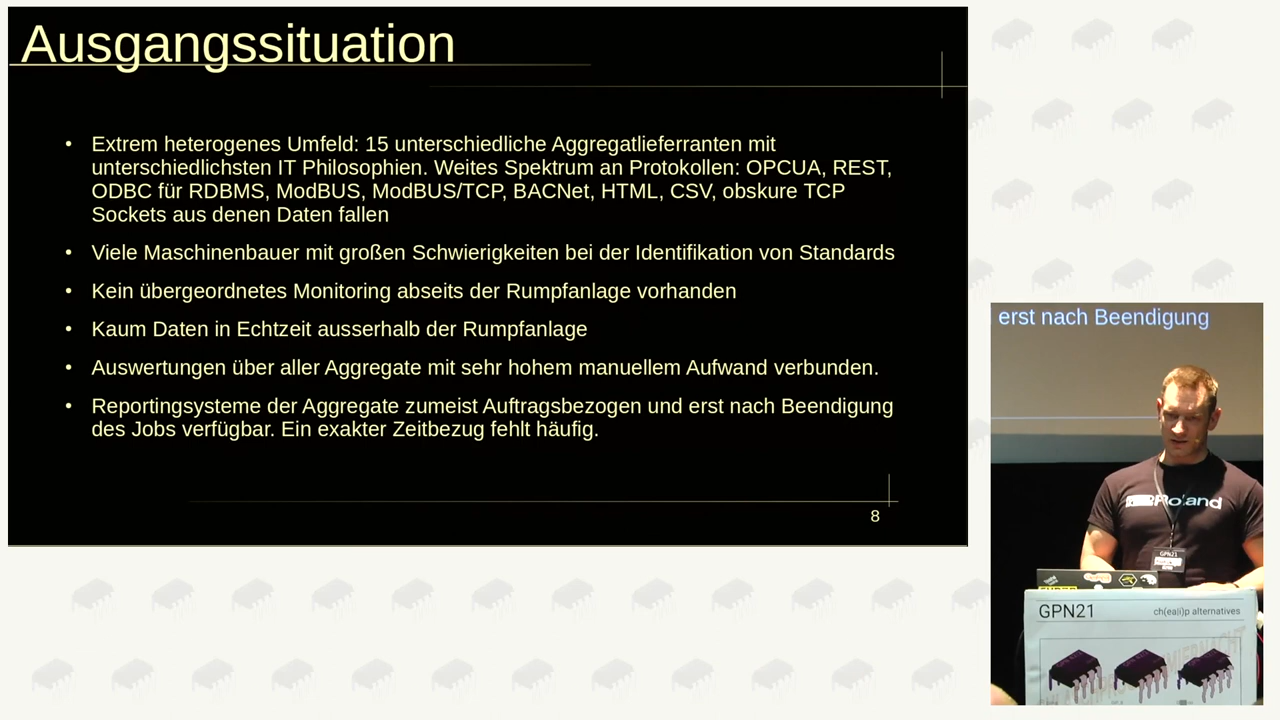 Ausgangssituation
• Extrem heterogenes Umfeld: 15 unterschiedliche Aggregatlieferranten mit
unterschiedlichsten IT Philosophien. Weites Spektrum an Protokollen: OPCUA, REST,
ODBC für RDBMS, ModBUS, ModBUS/TCP, BACNet, HTML, CSV, obskure TCP
Sockets aus denen Daten fallen
• Viele Maschinenbauer mit großen Schwierigkeiten bei der Identifikation von Standards
• Kein übergeordnetes Monitoring abseits der Rumpfanlage vorhanden
• Kaum Daten in Echtzeit ausserhalb der Rumpfanlage
• Auswertungen über aller Aggregate mit sehr hohem manuellem Aufwand verbunden.
• Reportingsysteme der Aggregate zumeist Auftragsbezogen und erst nach Beendigung
des Jobs verfügbar. Ein exakter Zeitbezug fehlt häufig.
8
erst nach Beendigung
Roland
GPN21
GPN21
ch(ea|i)p alternatives